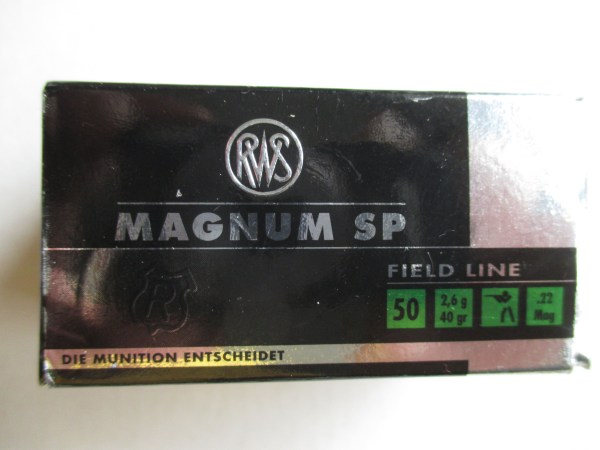 RWS
MAGNUM SP
FIELD LINE
50
2,6 g
40 gr
.22
Mag
DIE MUNITION ENTSCHEIDET